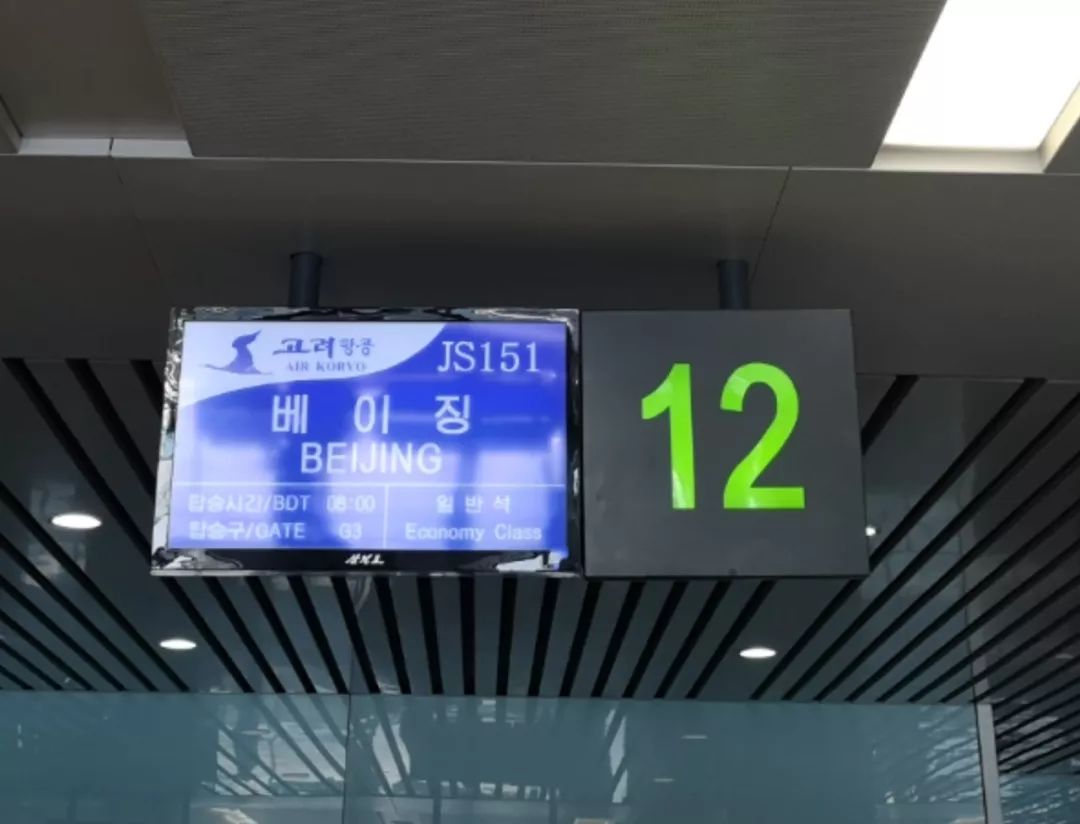 고려항공
AIR KORYO
JS151
베이징
BEIJING
탑승시간/BDT 08:00
일반석
탑승구/GATE G3
Economy Class
12